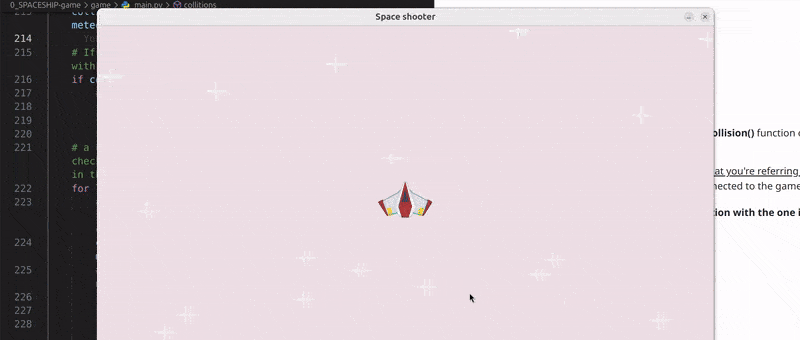 0_SPACESHIP-game > game > main.py > collitions
Space shooter
213
mete
214
215 # If
with
216 if c
217
218
219
220
221 # a
chec
in t
222 for
223
224
225
226
227
228
ollision() function
at you're referring
nected to the game
tion with the one i